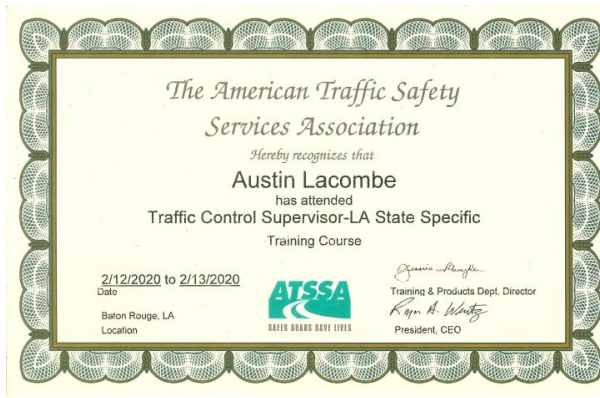 The American Traffic Safety
Services Association
Hereby recognizes that
Austin Lacombe
has attended
Traffic Control Supervisor-LA State Specific
Training Course
2/12/2020 to 2/13/2020
Date
Baton Rouge, LA
Location
ATSSA
SAFER ROADS SAVE LIVES
Training & Products Dept. Director
President, CEO